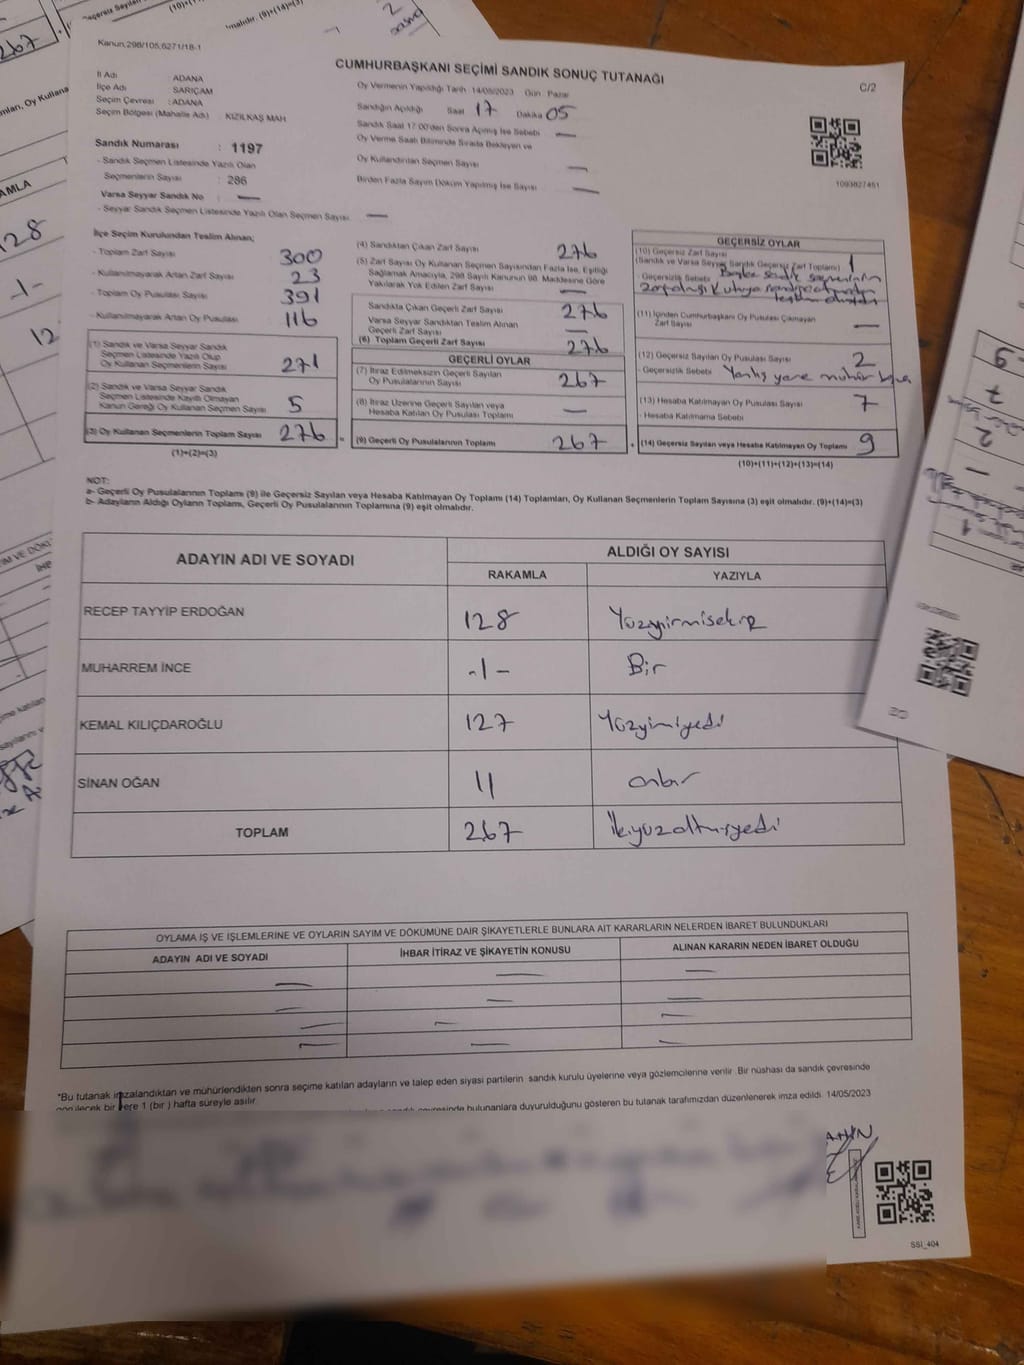 Kanun,298/105,6271/18-1
CUMHURBAŞKANI SEÇİMİ SANDIK SONUÇ TUTANAĞI
C/2
İl Adı : ADANA
İlçe Adı : SARIÇAM
Seçim Çevresi : ADANA
Seçim Bölgesi (Mahalle Adı) : KIZILKAŞ MAH
Sandık Numarası : 1197
- Sandık Seçmen Listesinde Yazılı Olan
Seçmenlerin Sayısı : 286
Varsa Seyyar Sandık No : —
- Seyyar Sandık Seçmen Listesinde Yazılı Olan Seçmen Sayısı —
Oy Vermenin Yapıldığı Tarih 14/05/2023 Gün Pazar
Sandığın Açıldığı Saat 17 Dakika 05
Sandık Saat 17:00'den Sonra Açılmış İse Sebebi —
Oy Verme Saati Bitiminde Sırada Bekleyen ve
Oy Kullandırılan Seçmen Sayısı —
Birden Fazla Sayım Döküm Yapılmış İse Sayısı —
1093827451
İlçe Seçim Kurulundan Teslim Alınan;
- Toplam Zarf Sayısı 300
- Kullanılmayarak Artan Zarf Sayısı 23
- Toplam Oy Pusulası Sayısı 391
- Kullanılmayarak Artan Oy Pusulası 116
(1) Sandık ve Varsa Seyyar Sandık
Seçmen Listesinde Yazılı Olup
Oy Kullanan Seçmenlerin Sayısı 271
(2) Sandık ve Varsa Seyyar Sandık
Seçmen Listesinde Kayıtlı Olmayan
Kanun Gereği Oy Kullanan Seçmen Sayısı 5
(3) Oy Kullanan Seçmenlerin Toplam Sayısı 276
(1)+(2)=(3)
(4) Sandıktan Çıkan Zarf Sayısı 276
(5) Zarf Sayısı Oy Kullanan Seçmen Sayısından Fazla İse, Eşitliği
Sağlamak Amacıyla, 298 Sayılı Kanunun 98. Maddesine Göre
Yakılarak Yok Edilen Zarf Sayısı —
Sandıkta Çıkan Geçerli Zarf Sayısı 276
Varsa Seyyar Sandıktan Teslim Alınan
Geçerli Zarf Sayısı —
(6) Toplam Geçerli Zarf Sayısı 276
GEÇERLİ OYLAR
(7) İtiraz Edilmeksizin Geçerli Sayılan
Oy Pusulalarının Sayısı 267
(8) İtiraz Üzerine Geçerli Sayılan veya
Hesaba Katılan Oy Pusulası Toplamı —
(9) Geçerli Oy Pusulalarının Toplamı 267
GEÇERSİZ OYLAR
(10) Geçersiz Zarf Sayısı
(Sandık ve Varsa Seyyar Sandık Geçersiz Zarf Toplamı) 1
- Geçersizlik Sebebi Başka sandık seçmeninin
(11) İçinden Cumhurbaşkanı Oy Pusulası Çıkmayan
Zarf Sayısı —
(12) Geçersiz Sayılan Oy Pusulası Sayısı 2
- Geçersizlik Sebebi Yanlış yere mühür
(13) Hesaba Katılmayan Oy Pusulası Sayısı 7
- Hesaba Katılmama Sebebi
(14) Geçersiz Sayılan veya Hesaba Katılmayan Oy Toplamı 9
(10)+(11)+(12)+(13)=(14)
NOT:
a- Geçerli Oy Pusulalarının Toplamı (9) ile Geçersiz Sayılan veya Hesaba Katılmayan Oy Toplamı (14) Toplamları, Oy Kullanan Seçmenlerin Toplam Sayısına (3) eşit olmalıdır. (9)+(14)=(3)
b- Adayların Aldığı Oyların Toplamı, Geçerli Oy Pusulalarının Toplamına (9) eşit olmalıdır.
ADAYIN ADI VE SOYADI
ALDIĞI OY SAYISI
RAKAMLA YAZIYLA
RECEP TAYYİP ERDOĞAN 128 Yüzyirmisekiz
MUHARREM İNCE -1- Bir
KEMAL KILIÇDAROĞLU 127 Yüzyirmiyedi
SİNAN OĞAN 11 onbir
TOPLAM 267 ikiyüzaltmışyedi
OYLAMA İŞ VE İŞLEMLERİNE VE OYLARIN SAYIM VE DÖKÜMÜNE DAİR ŞİKAYETLERLE BUNLARA AİT KARARLARIN NELERDEN İBARET BULUNDUKLARI
ADAYIN ADI VE SOYADI İHBAR İTİRAZ VE ŞİKAYETİN KONUSU ALINAN KARARIN NEDEN İBARET OLDUĞU
*Bu tutanak imzalandıktan ve mühürlendikten sonra seçime katılan adayların ve talep eden siyasi partilerin sandık kurulu üyelerine veya gözlemcilerine verilir. Bir nüshası da sandık çevresinde
görülecek bir yere 1 (bir ) hafta süreyle asılır.
sandık çevresinde bulunanlara duyurulduğunu gösteren bu tutanak tarafımızdan düzenlenerek imza edildi. 14/05/2023
SSİ_404